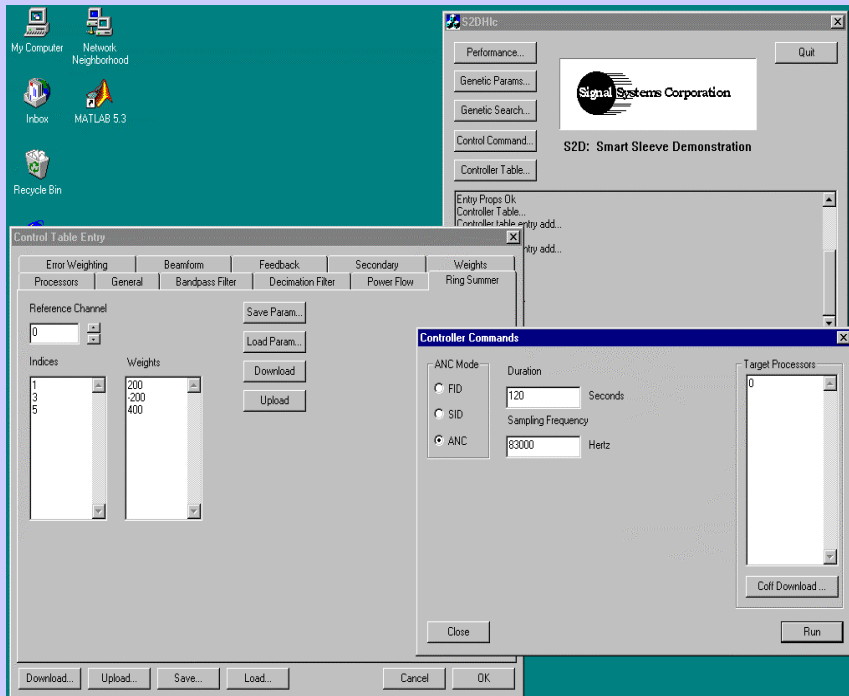 My Computer
Network
Neighborhood
Inbox
MATLAB 5.3
Recycle Bin
S2DHIc
Performance...
Quit
Genetic Params...
Genetic Search...
Control Command...
Controller Table...
Signal Systems Corporation
S2D: Smart Sleeve Demonstration
Entry Props Ok
Controller Table...
Controller table entry add...
ntry add...
Control Table Entry
Error Weighting
Beamform
Feedback
Secondary
Weights
Processors
General
Bandpass Filter
Decimation Filter
Power Flow
Ring Summer
Reference Channel
0
Save Param...
Load Param...
Download
Upload
Indices
Weights
1
3
5
200
-200
400
Download...
Upload...
Save...
Load...
Cancel
OK
Controller Commands
ANC Mode
FID
SID
ANC
Duration
120
Seconds
Sampling Frequency
83000
Hertz
Target Processors
0
Coff Download ...
Close
Run